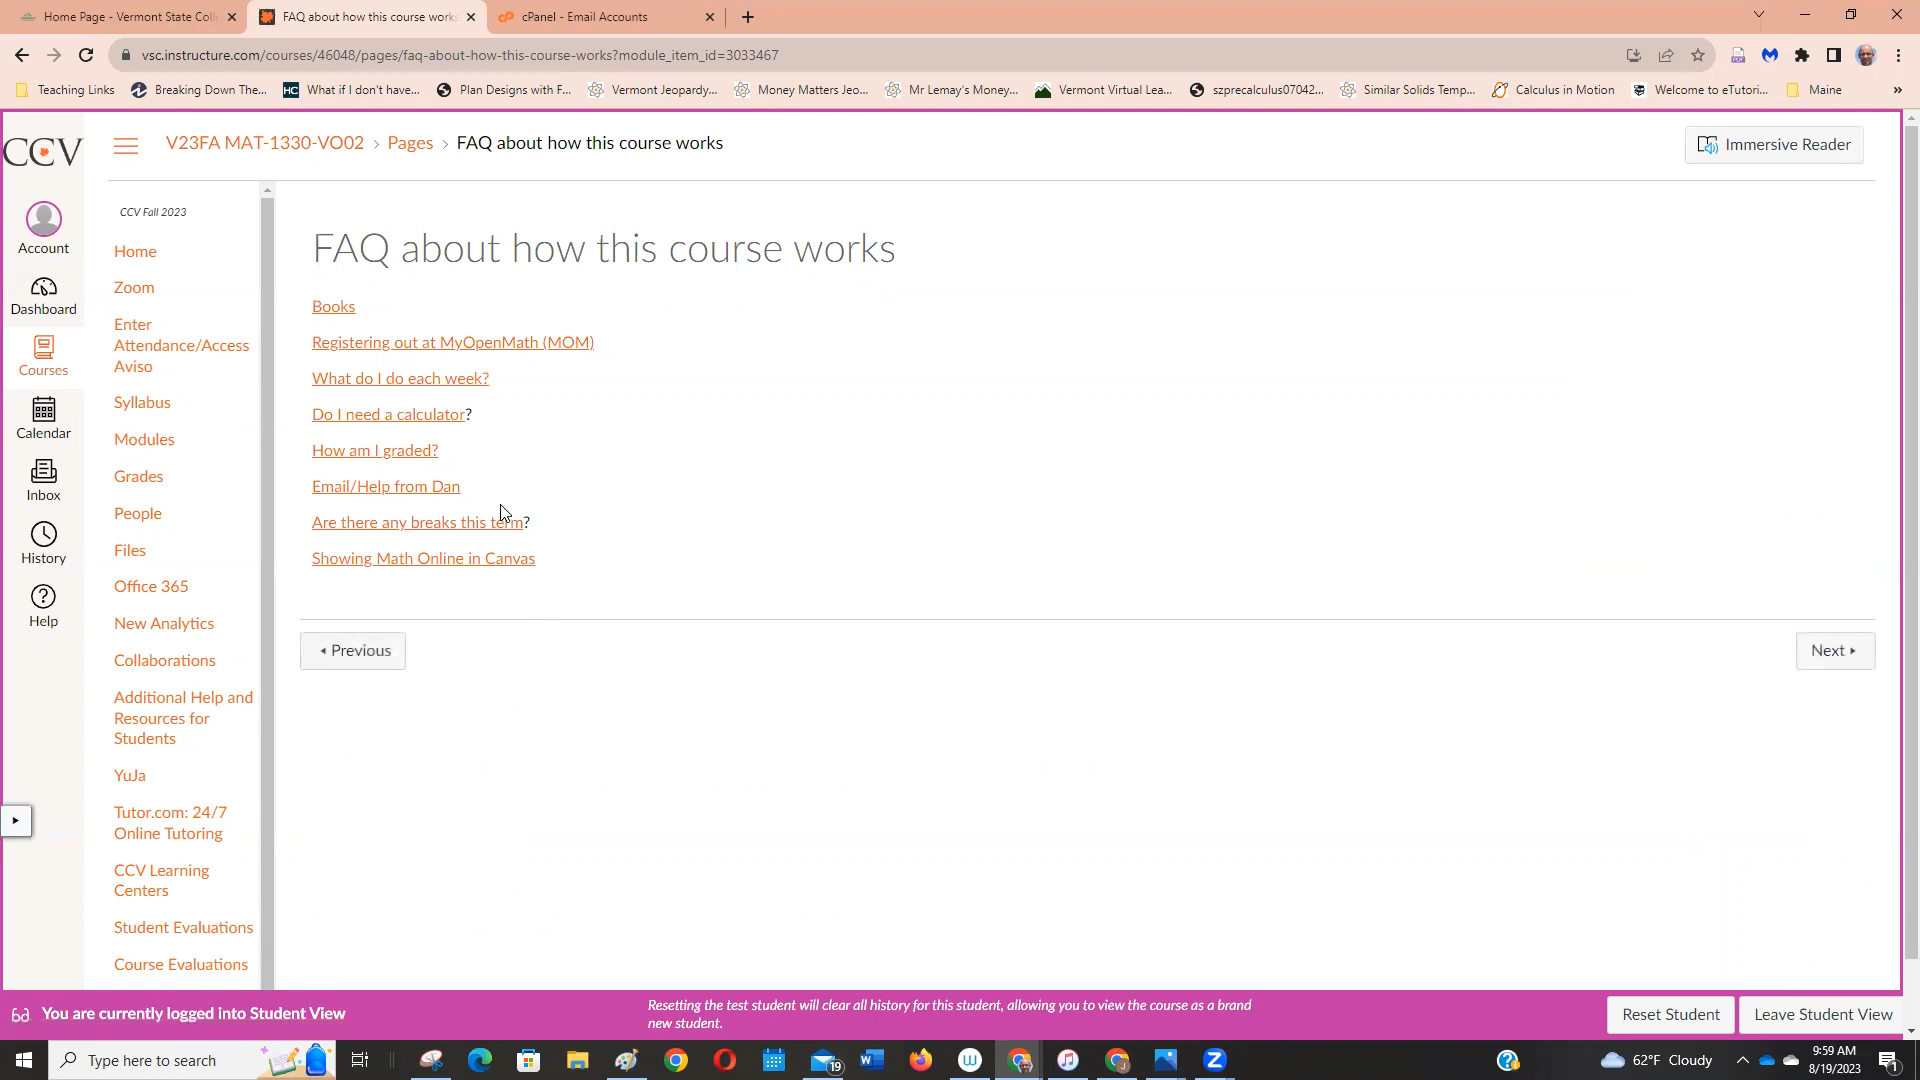 Home Page - Vermont State Coll
FAQ about how this course works
cPanel - Email Accounts
vsc.instructure.com/courses/46048/pages/faq-about-how-this-course-works?module_item_id=3033467
Teaching Links
Breaking Down The...
HC
What if I don't have...
Plan Designs with F...
Vermont Jeopardy...
Money Matters Jeo...
Mr Lemay's Money...
Vermont Virtual Lea...
szprecalculus07042...
Similar Solids Temp...
Calculus in Motion
Welcome to eTutori...
Maine
»
CCV
V23FA MAT-1330-VO02 › Pages › FAQ about how this course works
Immersive Reader
Account
Dashboard
Courses
Calendar
Inbox
History
Help
CCV Fall 2023
Home
Zoom
Enter
Attendance/Access
Aviso
Syllabus
Modules
Grades
People
Files
Office 365
New Analytics
Collaborations
Additional Help and
Resources for
Students
YuJa
Tutor.com: 24/7
Online Tutoring
CCV Learning
Centers
Student Evaluations
Course Evaluations
FAQ about how this course works
Books
Registering out at MyOpenMath (MOM)
What do I do each week?
Do I need a calculator?
How am I graded?
Email/Help from Dan
Are there any breaks this term?
Showing Math Online in Canvas
Previous
Next
You are currently logged into Student View
Resetting the test student will clear all history for this student, allowing you to view the course as a brand
new student.
Reset Student
Leave Student View
Type here to search
19
62°F Cloudy
9:59 AM
8/19/2023
1